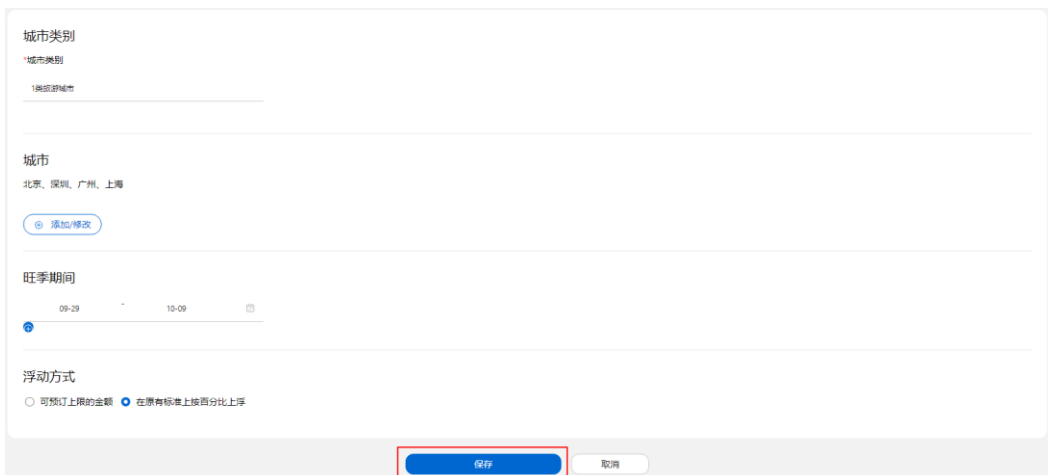 城市类别
*城市类别
1类旅游城市
城市
北京、深圳、广州、上海
添加/修改
旺季期间
09-29 - 10-09
浮动方式
可预订上限的金额 在原有标准上按百分比上浮
保存 取消